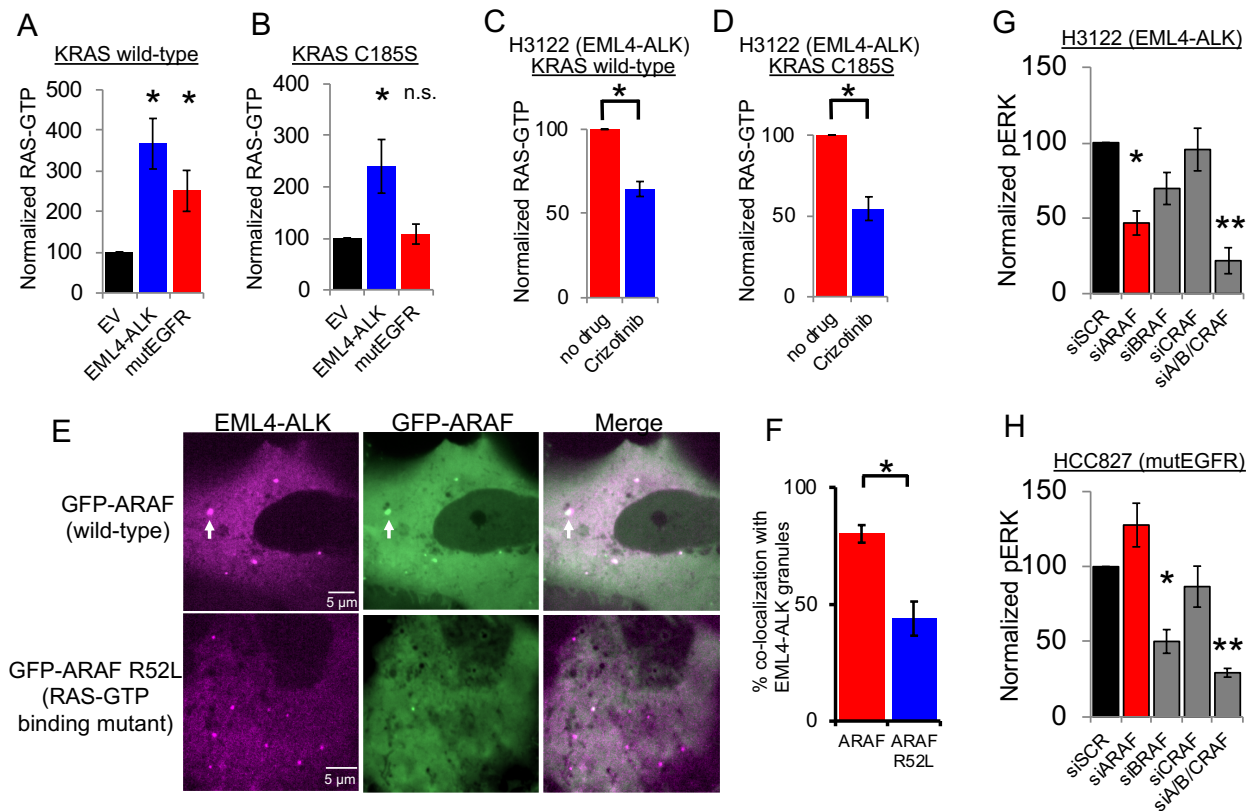 A
KRAS wild-type
Normalized RAS-GTP
500
400
300
200
100
0
*
*
EV
EML4-ALK
mutEGFR
B
KRAS C185S
Normalized RAS-GTP
400
300
200
100
0
*
n.s.
EV
EML4-ALK
mutEGFR
C
H3122 (EML4-ALK)
KRAS wild-type
Normalized RAS-GTP
100
50
0
*
no drug
Crizotinib
D
H3122 (EML4-ALK)
KRAS C185S
Normalized RAS-GTP
100
50
0
*
no drug
Crizotinib
G
H3122 (EML4-ALK)
Normalized pERK
150
100
50
0
*
**
siSCR
siARAF
siBRAF
siCRAF
siA/B/CRAF
E
EML4-ALK
GFP-ARAF
Merge
GFP-ARAF
(wild-type)
5 µm
5 µm
GFP-ARAF R52L
(RAS-GTP
binding mutant)
5 µm
5 µm
F
% co-localization with
EML4-ALK granules
100
50
0
*
ARAF
ARAF
R52L
H
HCC827 (mutEGFR)
Normalized pERK
150
100
50
0
*
**
siSCR
siARAF
siBRAF
siCRAF
siA/B/CRAF